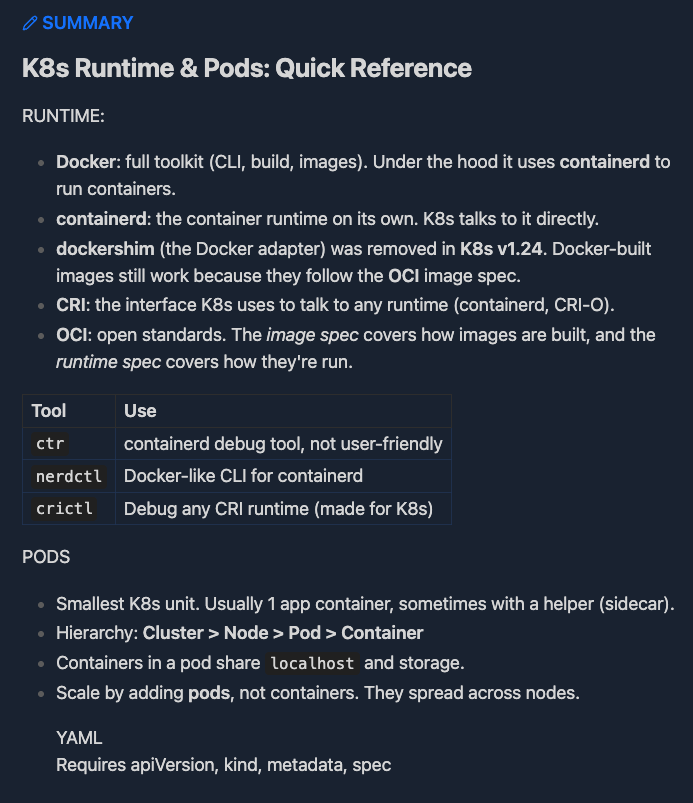 SUMMARY
K8s Runtime & Pods: Quick Reference
RUNTIME:
Docker: full toolkit (CLI, build, images). Under the hood it uses containerd to
run containers.
containerd: the container runtime on its own. K8s talks to it directly.
dockershim (the Docker adapter) was removed in K8s v1.24. Docker-built
images still work because they follow the OCI image spec.
CRI: the interface K8s uses to talk to any runtime (containerd, CRI-O).
OCI: open standards. The image spec covers how images are built, and the
runtime spec covers how they're run.
Tool Use
ctr containerd debug tool, not user-friendly
nerdctl Docker-like CLI for containerd
crictl Debug any CRI runtime (made for K8s)
PODS
Smallest K8s unit. Usually 1 app container, sometimes with a helper (sidecar).
Hierarchy: Cluster > Node > Pod > Container
Containers in a pod share localhost and storage.
Scale by adding pods, not containers. They spread across nodes.
YAML
Requires apiVersion, kind, metadata, spec